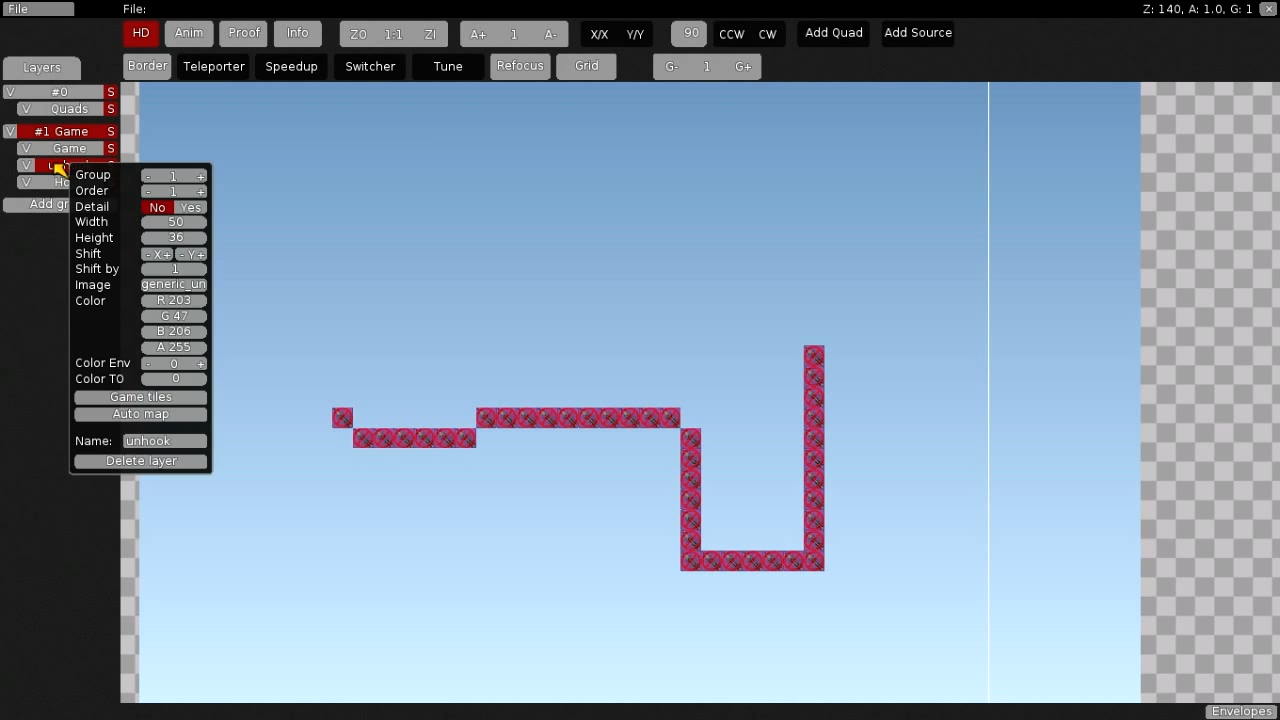 File File: Z: 140, A: 1.0, G: 1 ×
HD Anim Proof Info ZO 1:1 ZI A+ 1 A- X/X Y/Y 90 CCW CW Add Quad Add Source
Layers Border Teleporter Speedup Switcher Tune Refocus Grid G- 1 G+
V #0 S
V Quads S
V #1 Game S
V Game S
V
V
Add
Group - 1 +
Order - 1 +
Detail No Yes
Width 50
Height 36
Shift - X + - Y +
Shift by 1
Image generic_un
Color R 203
G 47
B 206
A 255
Color Env - 0 +
Color TO 0
Game tiles
Auto map
Name: unhook
Delete layer
Envelopes